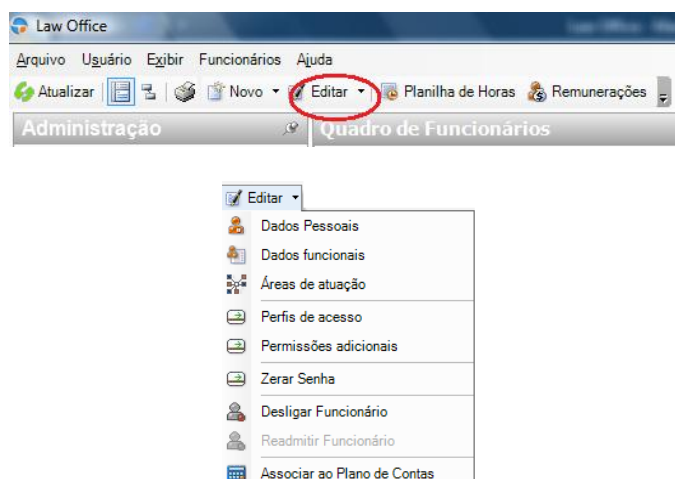 Law Office
Arquivo Usuário Exibir Funcionários Ajuda
Atualizar Novo Editar Planilha de Horas Remunerações
Administração Quadro de Funcionários
Editar
Dados Pessoais
Dados funcionais
Áreas de atuação
Perfis de acesso
Permissões adicionais
Zerar Senha
Desligar Funcionário
Readmitir Funcionário
Associar ao Plano de Contas